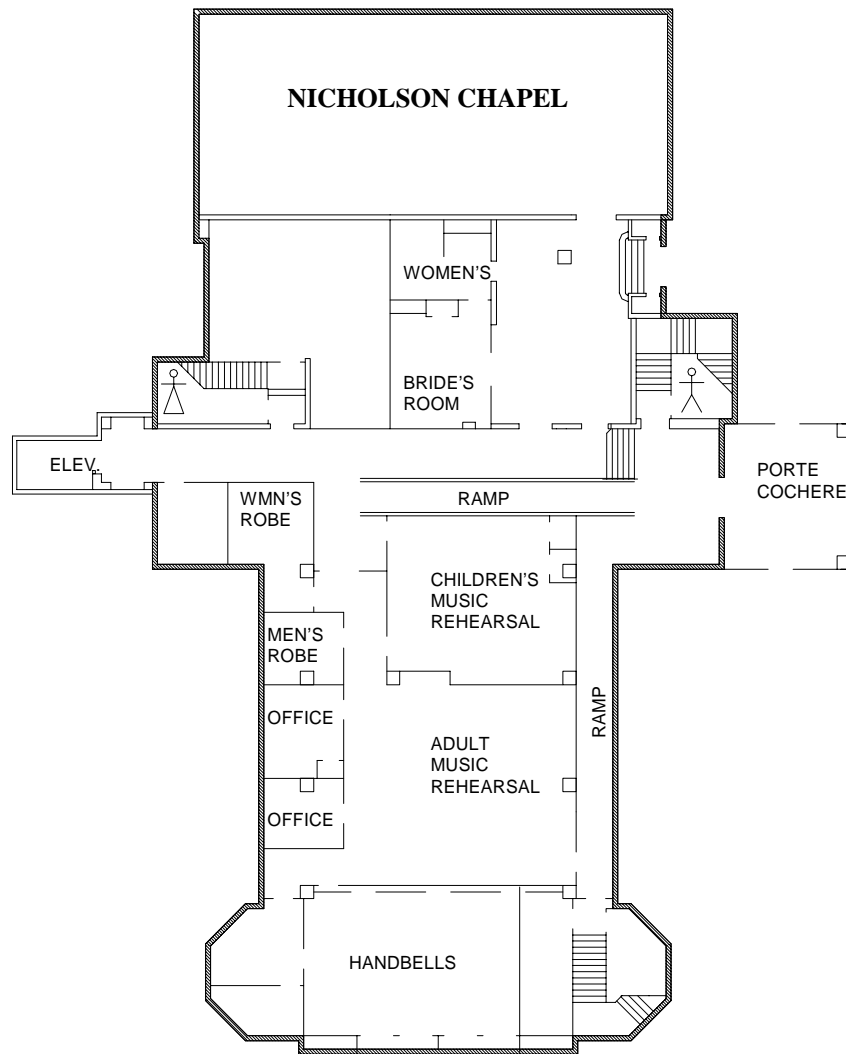 NICHOLSON CHAPEL
WOMEN'S
BRIDE'S
ROOM
ELEV.
PORTE
COCHERE
WMN'S
ROBE
RAMP
CHILDREN'S
MUSIC
REHEARSAL
MEN'S
ROBE
OFFICE
RAMP
ADULT
MUSIC
REHEARSAL
OFFICE
HANDBELLS